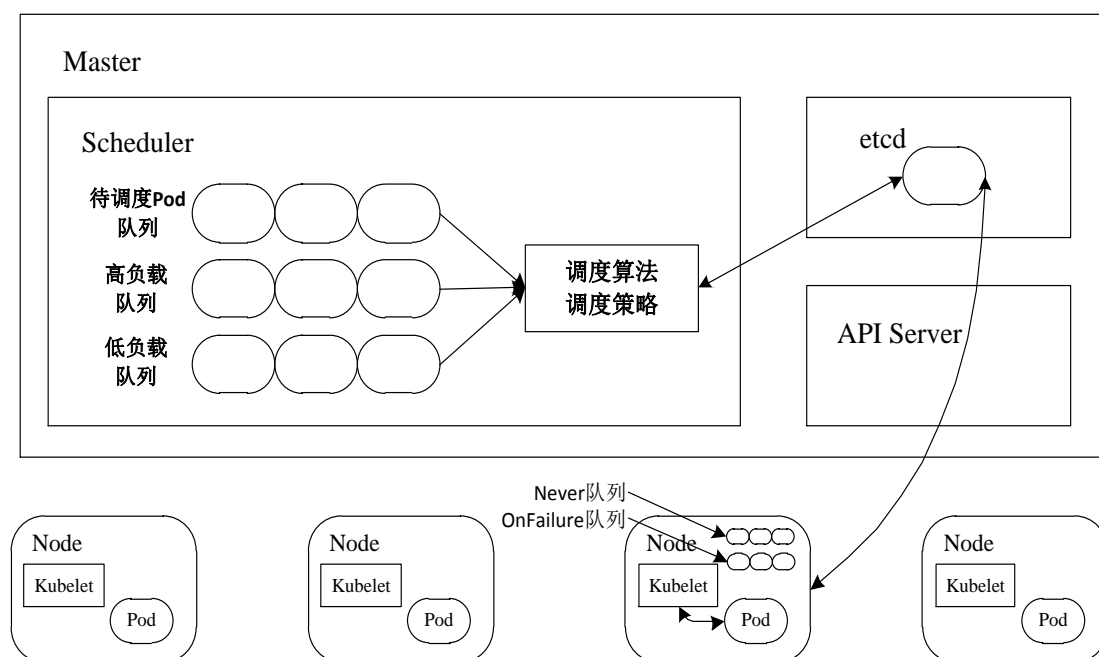 Master
Scheduler
待调度Pod
队列
高负载
队列
低负载
队列
调度算法
调度策略
etcd
API Server
Never队列
OnFailure队列
Node
Kubelet
Pod
Node
Kubelet
Pod
Node
Kubelet
Pod
Node
Kubelet
Pod